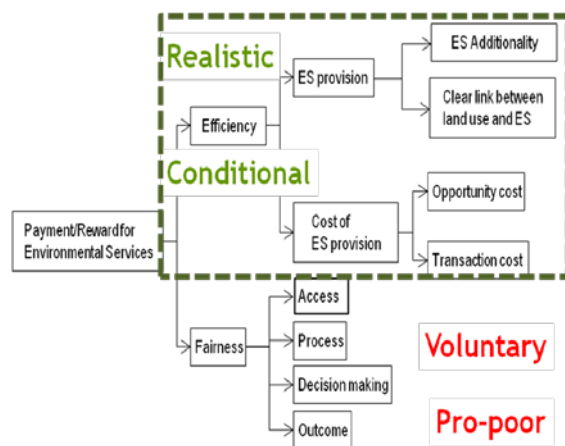 Realistic
ES Additionality
ES provision
Clear link between
land use and ES
Efficiency
Conditional
Opportunity cost
Cost of
ES provision
Payment/Reward for
Environmental Services
Transaction cost
Access
Process
Voluntary
Fairness
Decision making
Pro-poor
Outcome